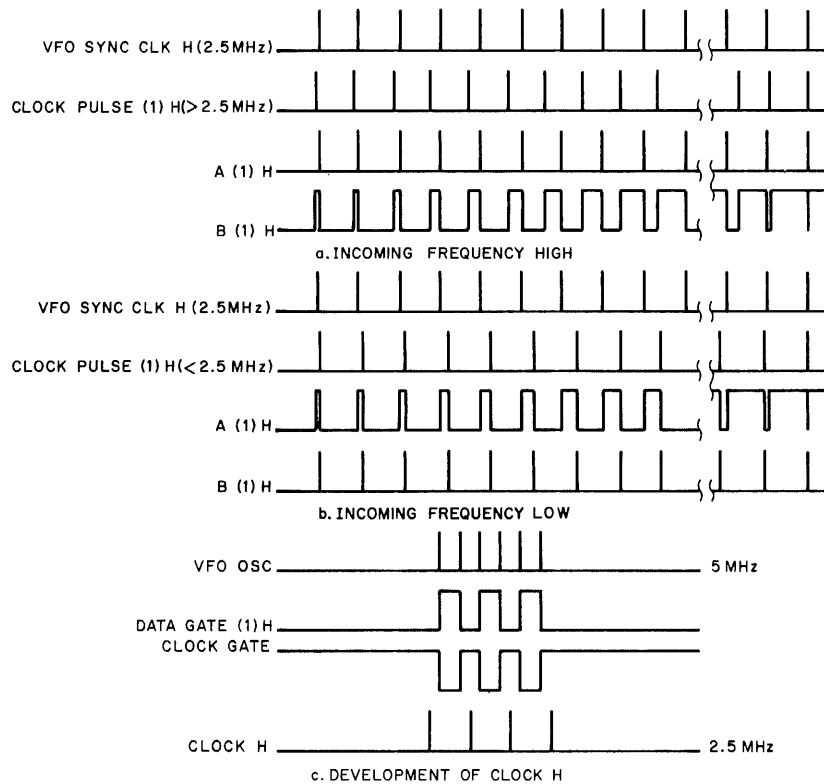 VFO SYNC CLK H (2.5MHz)
CLOCK PULSE (1) H(>2.5MHz)
A (1) H
B (1) H
a. INCOMING FREQUENCY HIGH
VFO SYNC CLK H (2.5MHz)
CLOCK PULSE (1) H(<2.5MHz)
A (1) H
B (1) H
b. INCOMING FREQUENCY LOW
VFO OSC 5 MHz
DATA GATE (1) H
CLOCK GATE
CLOCK H 2.5 MHz
c. DEVELOPMENT OF CLOCK H